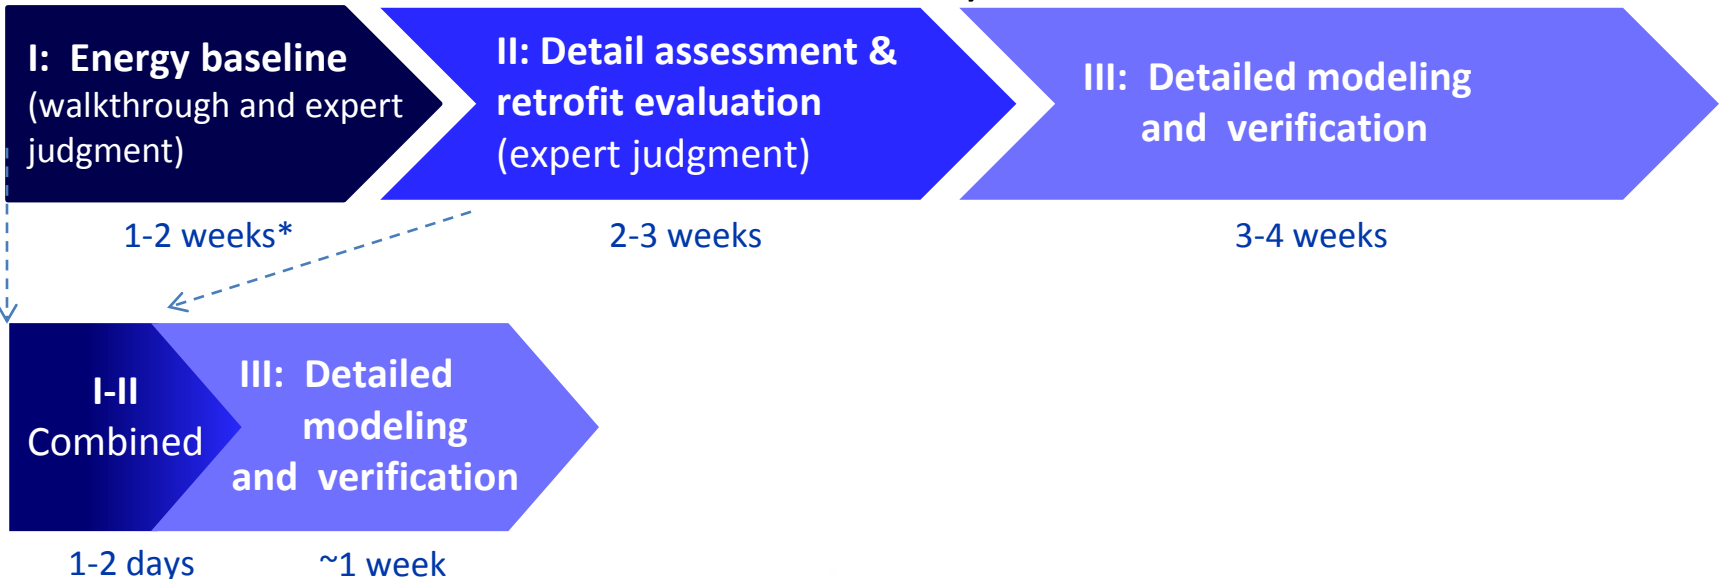 I: Energy baseline
(walkthrough and expert
judgment)
II: Detail assessment &
retrofit evaluation
(expert judgment)
III: Detailed modeling
and verification
1-2 weeks*
2-3 weeks
3-4 weeks
I-II
Combined
III: Detailed
modeling
and verification
1-2 days
~1 week